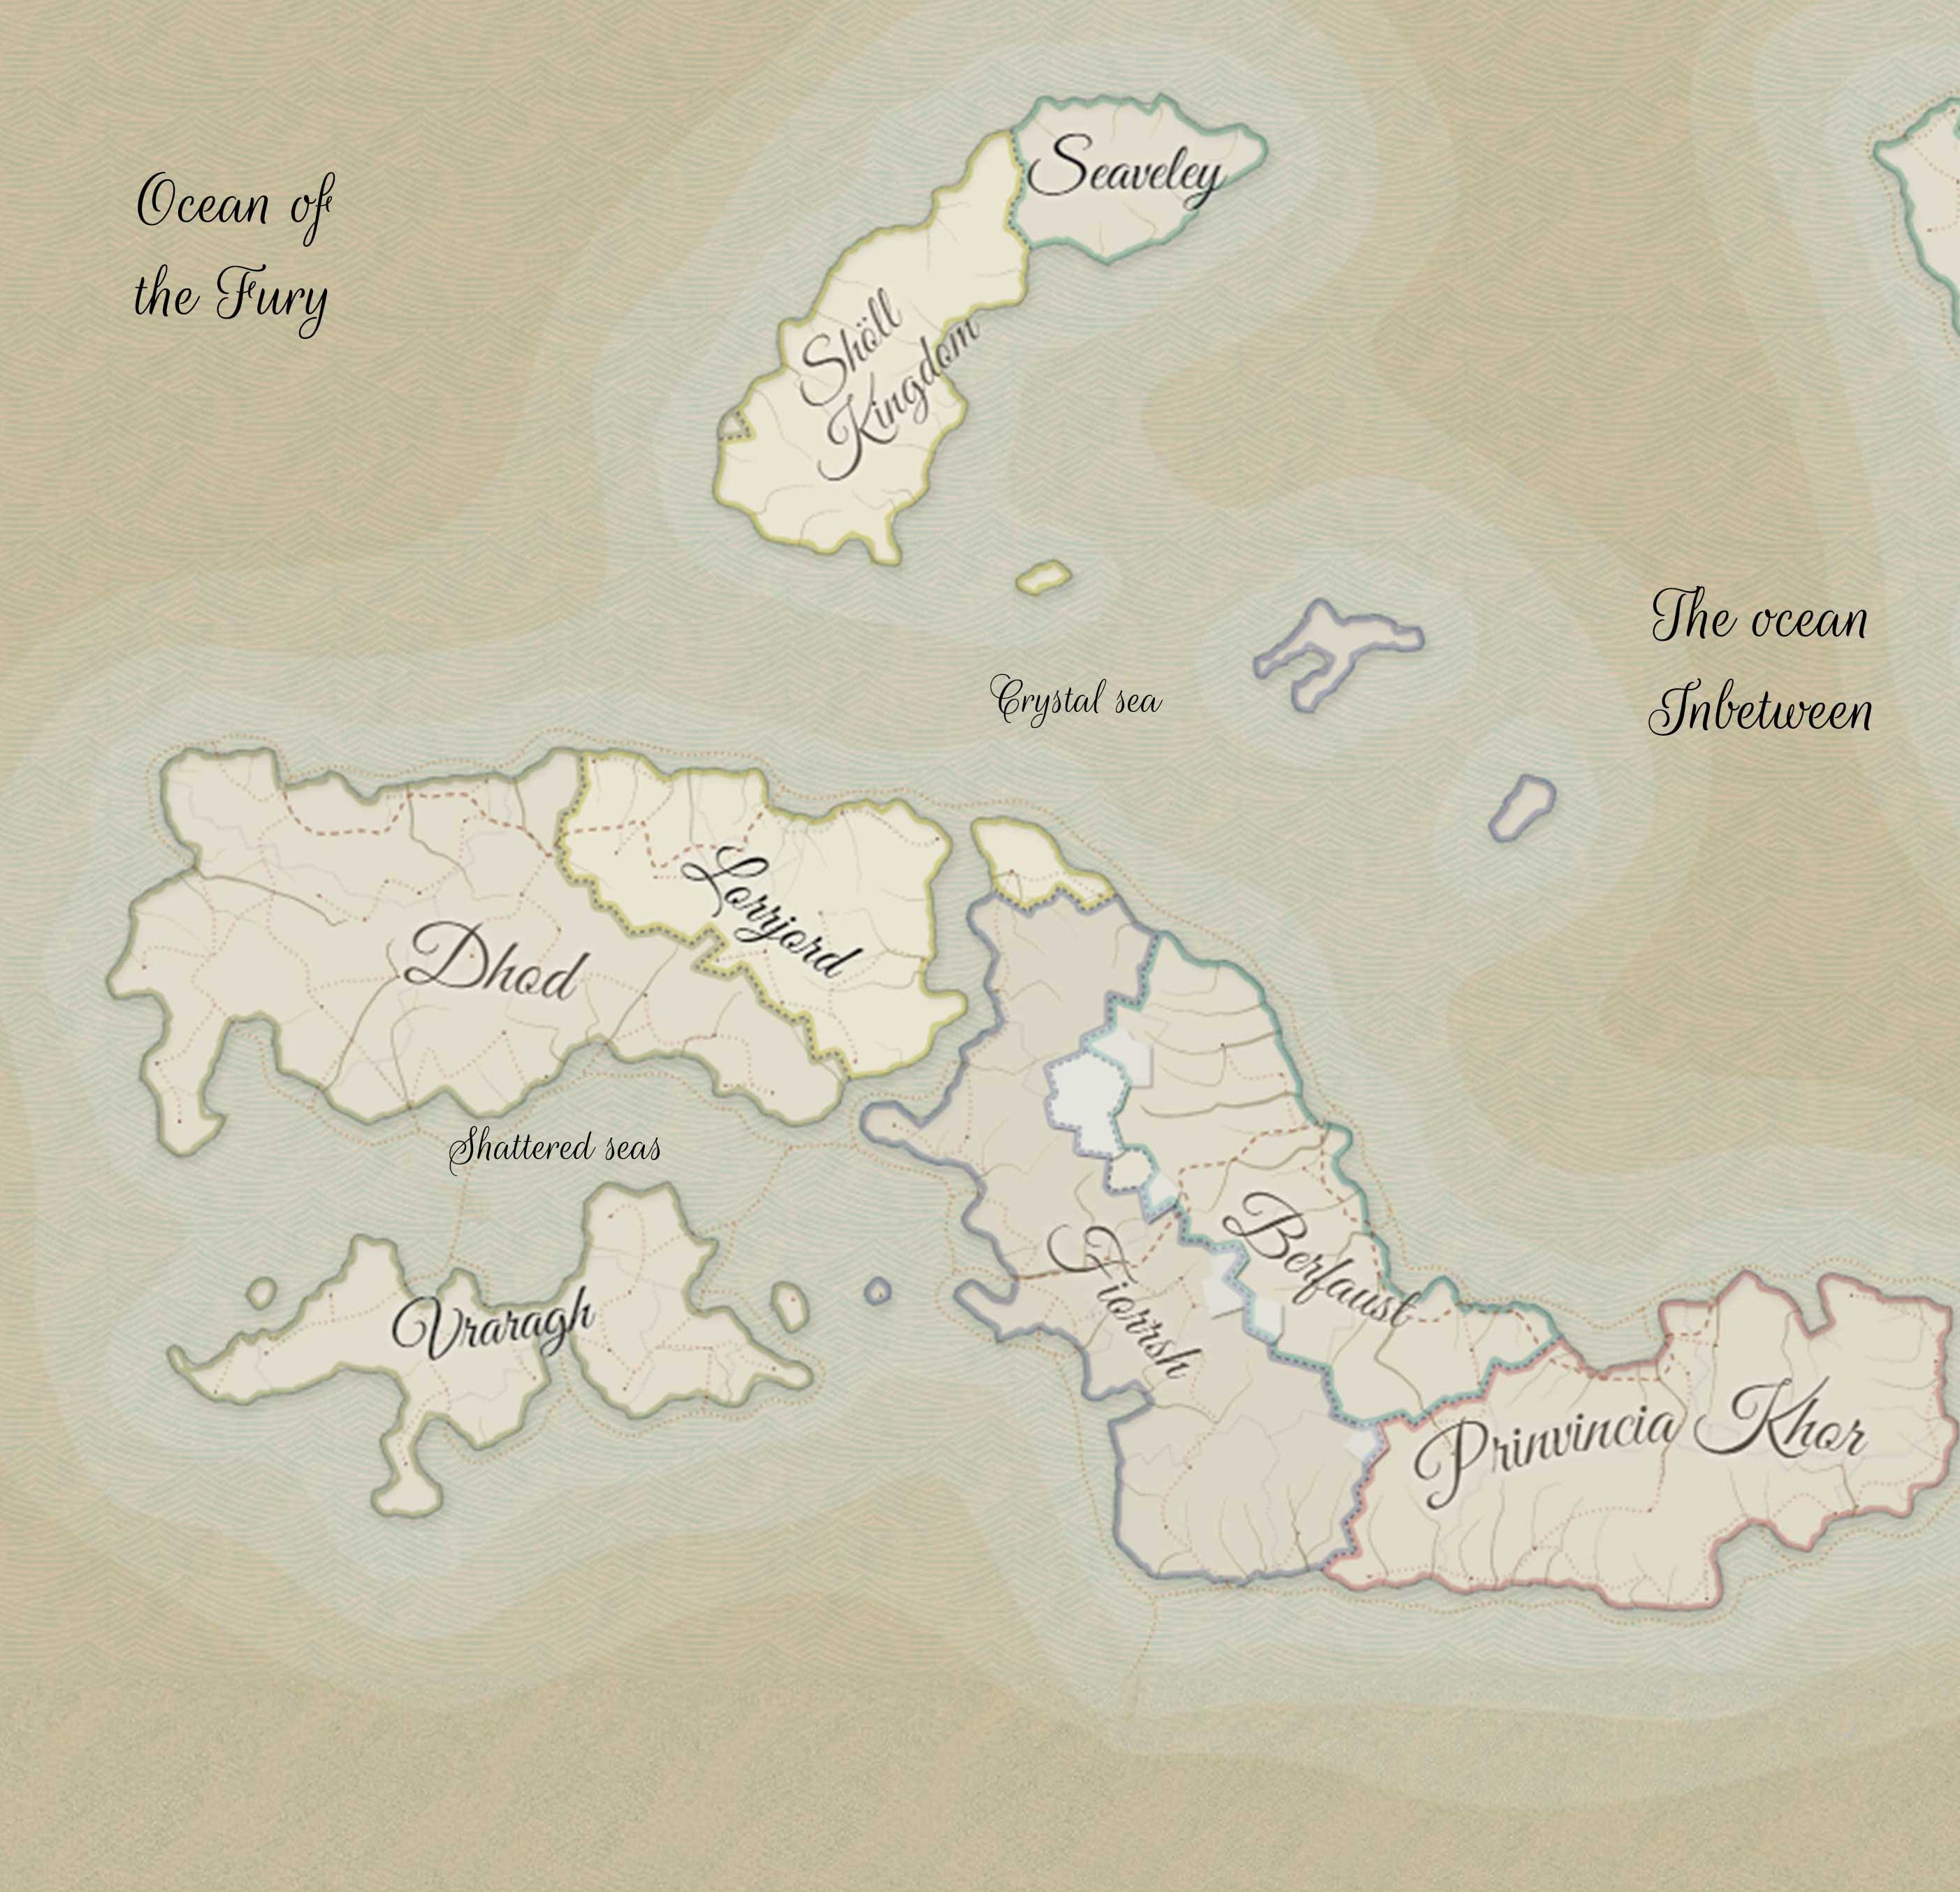 Seaveley
Ocean of
the Fury
Shöll
Kingdom
The ocean
Inbetween
Crystal sea
Lorrjord
Dhod
Shattered seas
Berfaust
Fiorrsh
Vraragh
Prinvincia Khor